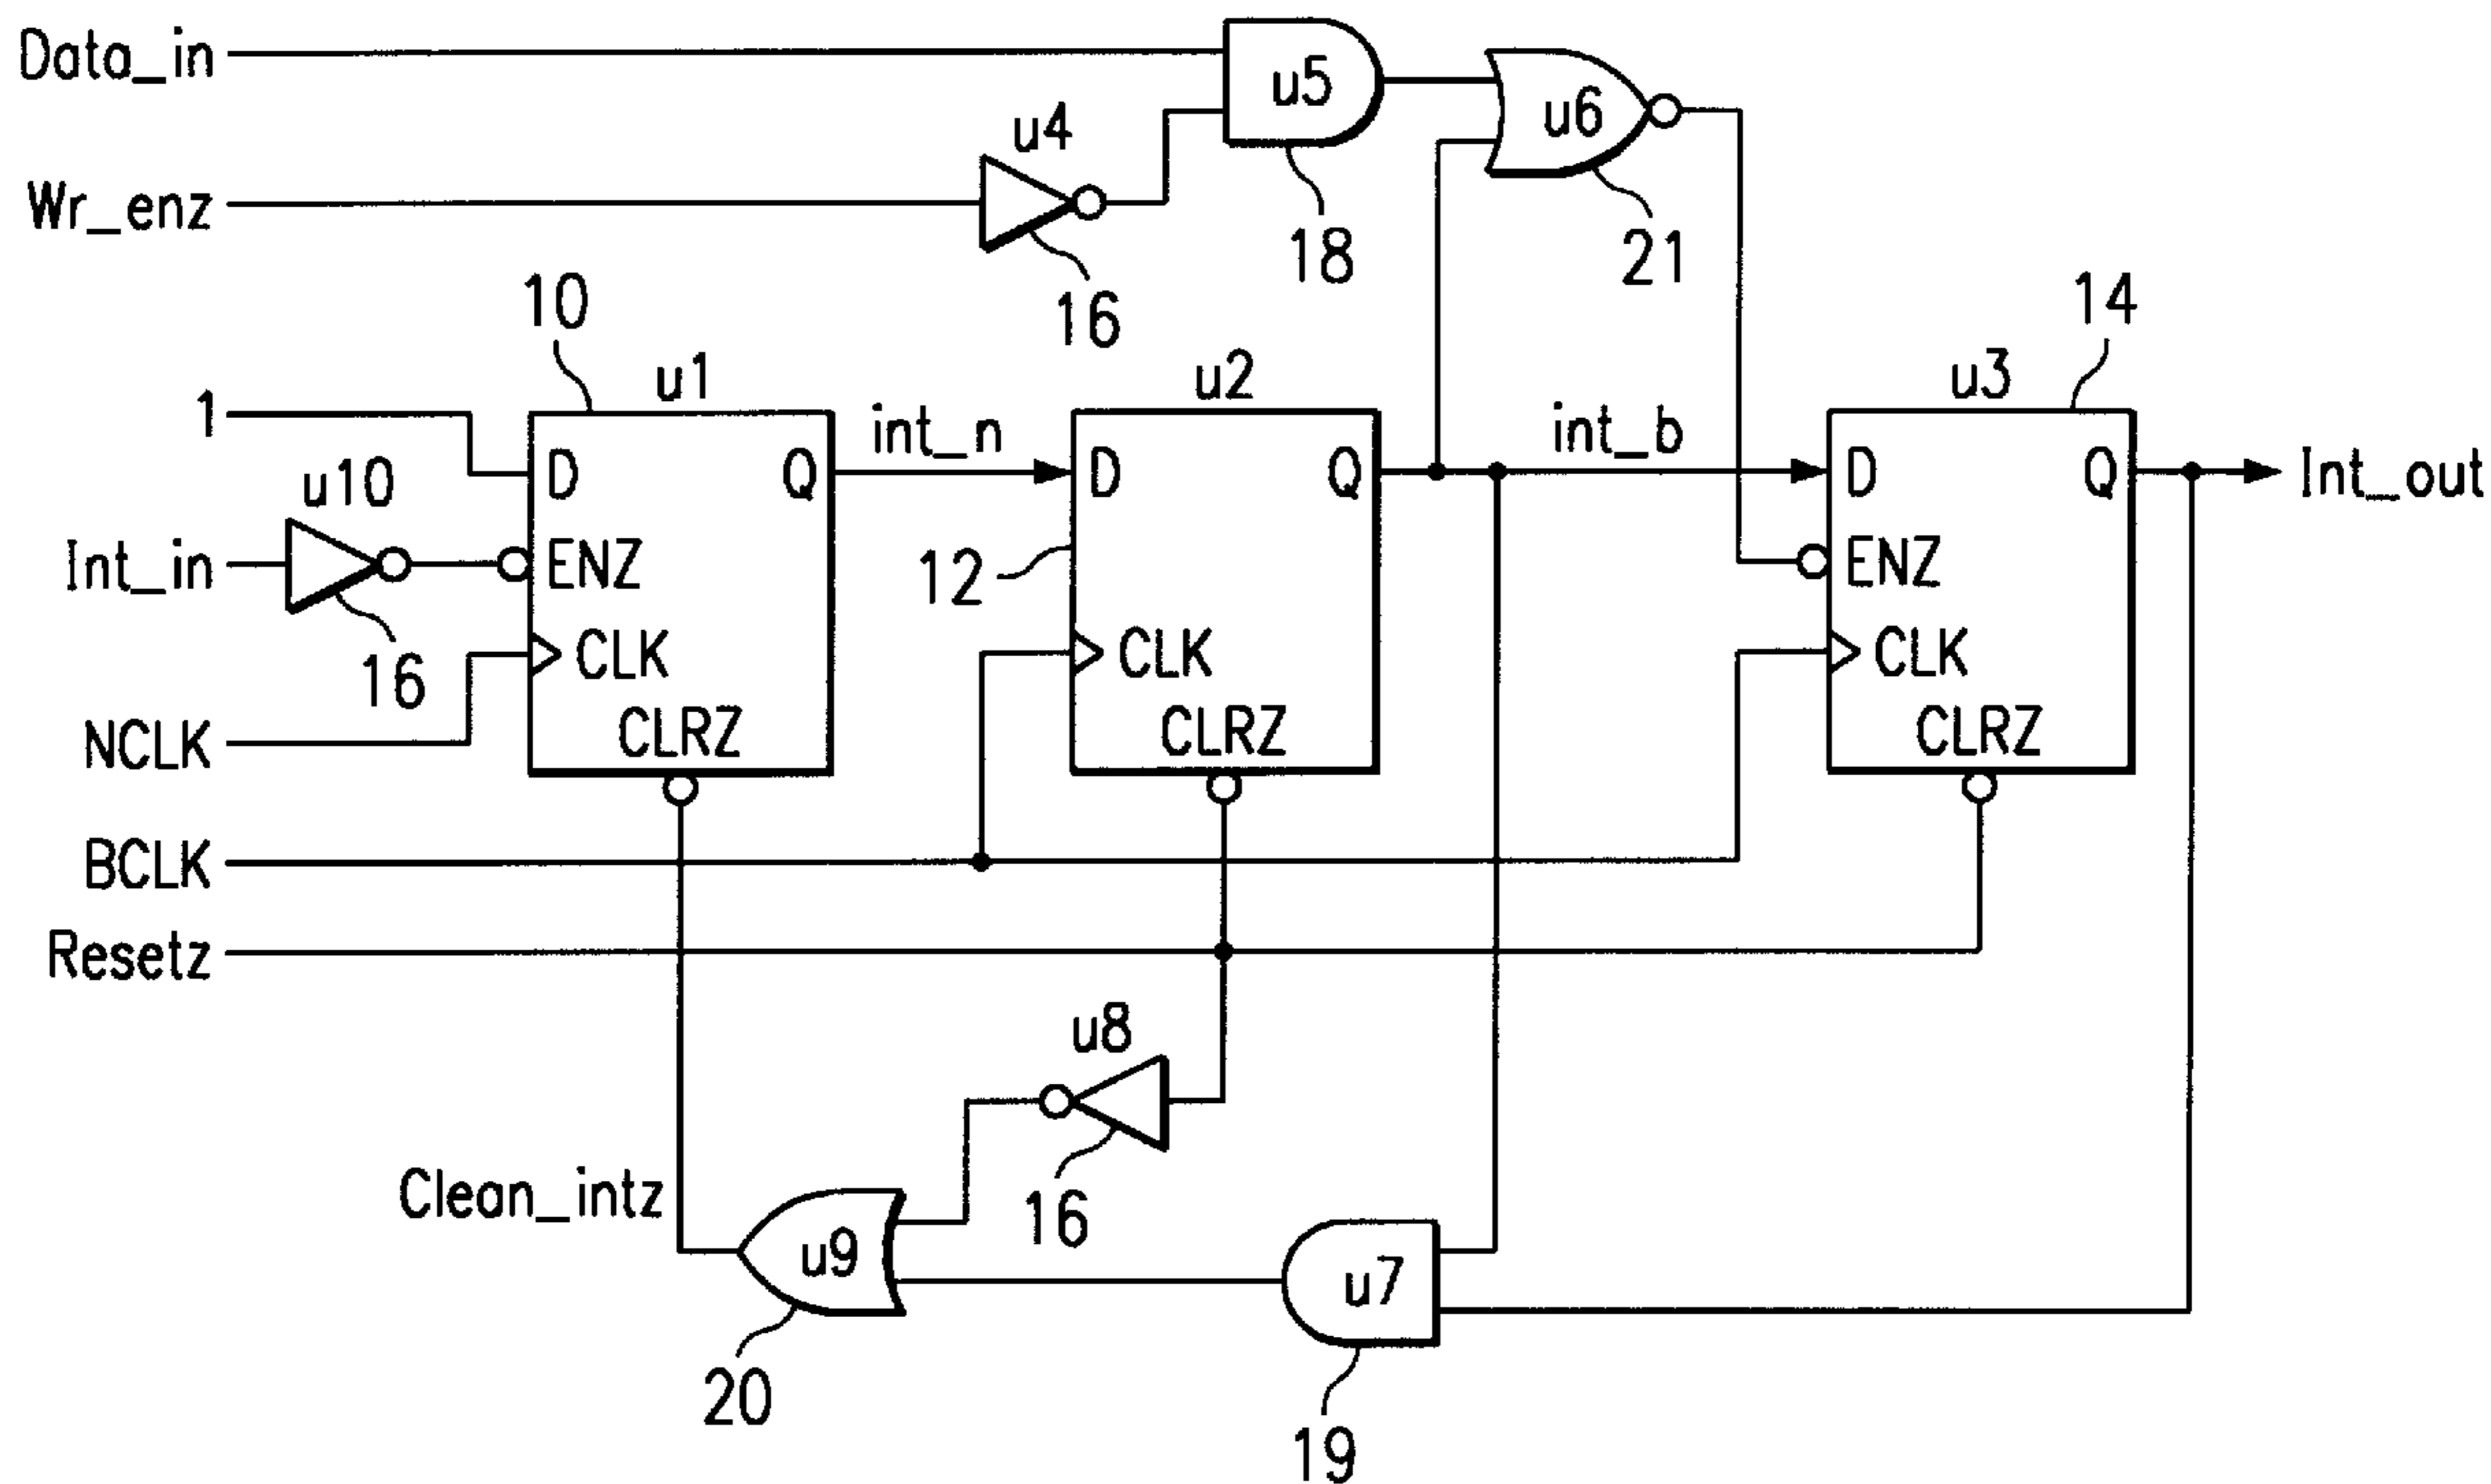 Data_in
u5
u6
u4
Wr_enz
18
21
16
10
14
u1
u2
u3
1
int_n
int_b
D
Q
D
Q
D
Q
Int_out
u10
Int_in
ENZ
12
ENZ
16
CLK
CLK
CLK
NCLK
CLRZ
CLRZ
CLRZ
BCLK
Resetz
u8
Clean_intz
16
u9
u7
20
19